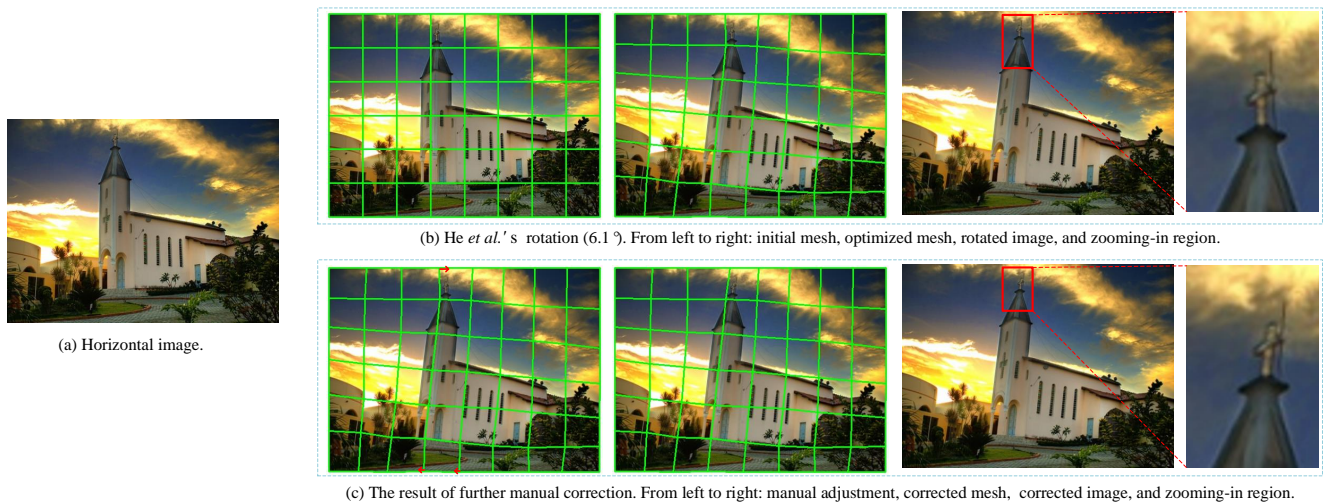 (b) He et al.' s rotation (6.1 °). From left to right: initial mesh, optimized mesh, rotated image, and zooming-in region.
(a) Horizontal image.
(c) The result of further manual correction. From left to right: manual adjustment, corrected mesh, corrected image, and zooming-in region.